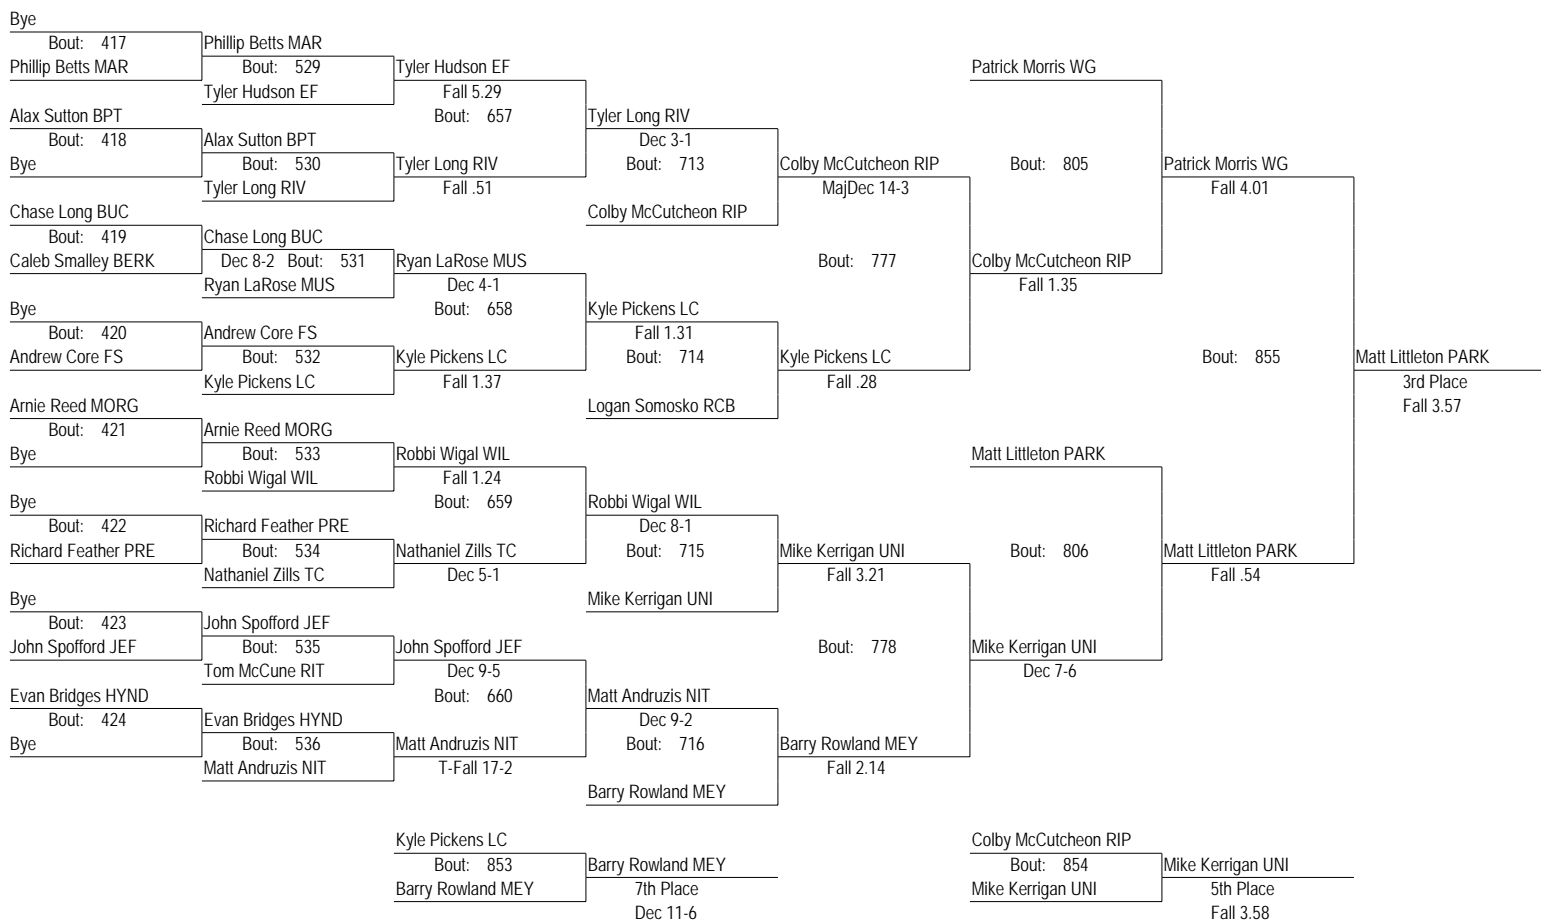 Bye
Bout: 417
Phillip Betts MAR
Alax Sutton BPT
Bout: 418
Bye
Chase Long BUC
Bout: 419
Caleb Smalley BERK
Bye
Bout: 420
Andrew Core FS
Arnie Reed MORG
Bout: 421
Bye
Bye
Bout: 422
Richard Feather PRE
Bye
Bout: 423
John Spofford JEF
Evan Bridges HYND
Bout: 424
Bye
Phillip Betts MAR
Bout: 529
Tyler Hudson EF
Alax Sutton BPT
Bout: 530
Tyler Long RIV
Chase Long BUC
Dec 8-2 Bout: 531
Ryan LaRose MUS
Andrew Core FS
Bout: 532
Kyle Pickens LC
Arnie Reed MORG
Bout: 533
Robbi Wigal WIL
Richard Feather PRE
Bout: 534
Nathaniel Zills TC
John Spofford JEF
Bout: 535
Tom McCune RIT
Evan Bridges HYND
Bout: 536
Matt Andruzis NIT
Tyler Hudson EF
Fall 5.29
Bout: 657
Tyler Long RIV
Fall .51
Ryan LaRose MUS
Dec 4-1
Bout: 658
Kyle Pickens LC
Fall 1.37
Robbi Wigal WIL
Fall 1.24
Bout: 659
Nathaniel Zills TC
Dec 5-1
John Spofford JEF
Dec 9-5
Bout: 660
Matt Andruzis NIT
T-Fall 17-2
Tyler Long RIV
Dec 3-1
Bout: 713
Colby McCutcheon RIP
Kyle Pickens LC
Fall 1.31
Bout: 714
Logan Somosko RCB
Robbi Wigal WIL
Dec 8-1
Bout: 715
Mike Kerrigan UNI
Matt Andruzis NIT
Dec 9-2
Bout: 716
Barry Rowland MEY
Colby McCutcheon RIP
MajDec 14-3
Bout: 777
Kyle Pickens LC
Fall .28
Mike Kerrigan UNI
Fall 3.21
Bout: 778
Barry Rowland MEY
Fall 2.14
Patrick Morris WG
Bout: 805
Colby McCutcheon RIP
Fall 1.35
Matt Littleton PARK
Bout: 806
Mike Kerrigan UNI
Dec 7-6
Patrick Morris WG
Fall 4.01
Bout: 855
Matt Littleton PARK
Fall .54
Matt Littleton PARK
3rd Place
Fall 3.57
Kyle Pickens LC
Bout: 853
Barry Rowland MEY
Barry Rowland MEY
7th Place
Dec 11-6
Colby McCutcheon RIP
Bout: 854
Mike Kerrigan UNI
Mike Kerrigan UNI
5th Place
Fall 3.58